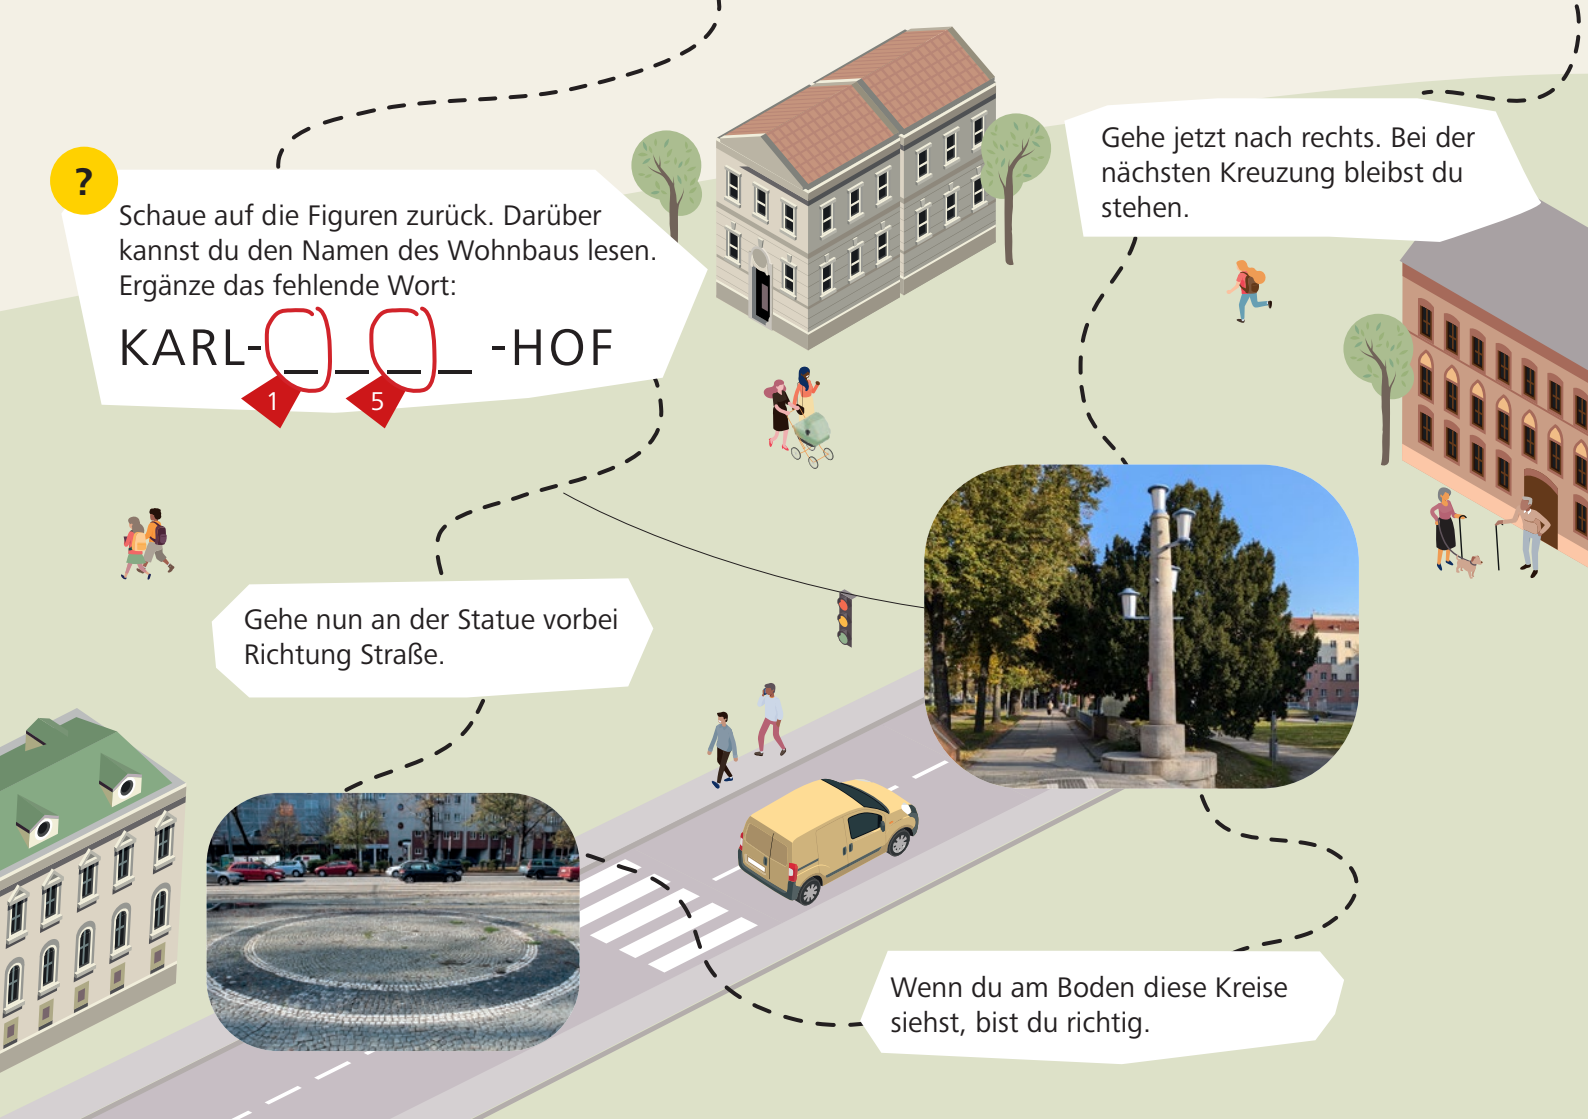 ?
Schaue auf die Figuren zurück. Darüber
kannst du den Namen des Wohnbaus lesen.
Ergänze das fehlende Wort:
KARL-_ _ _ _ -HOF
1 5
Gehe nun an der Statue vorbei
Richtung Straße.
Gehe jetzt nach rechts. Bei der
nächsten Kreuzung bleibst du
stehen.
Wenn du am Boden diese Kreise
siehst, bist du richtig.